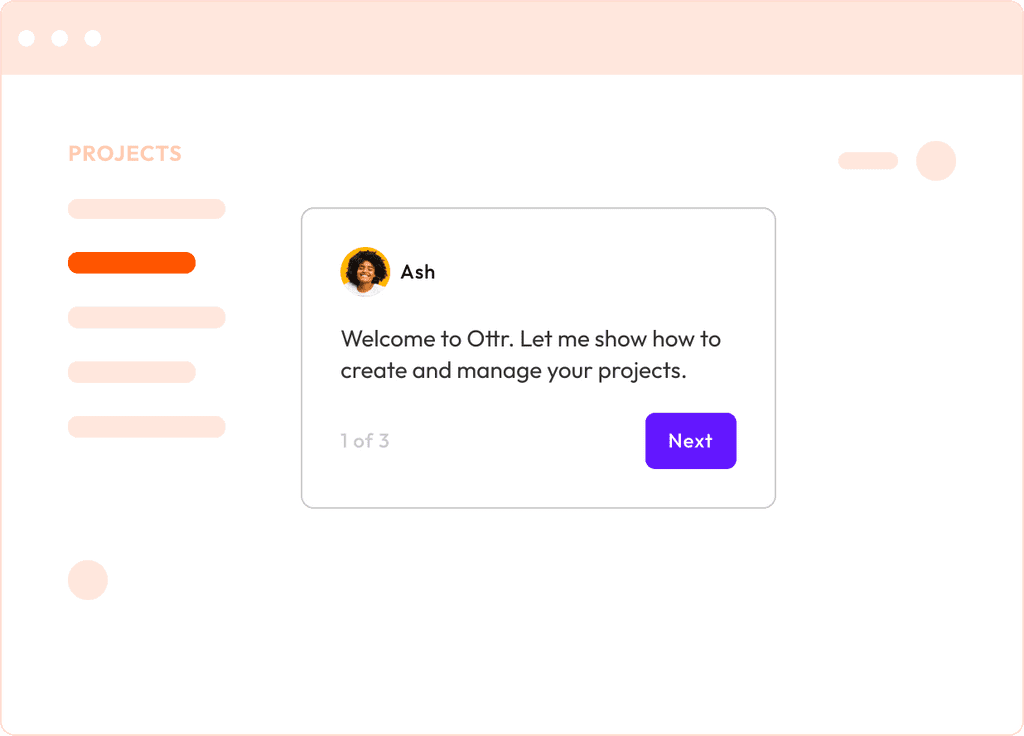 PROJECTS
Ash
Welcome to Ottr. Let me show how to
create and manage your projects.
1 of 3
Next